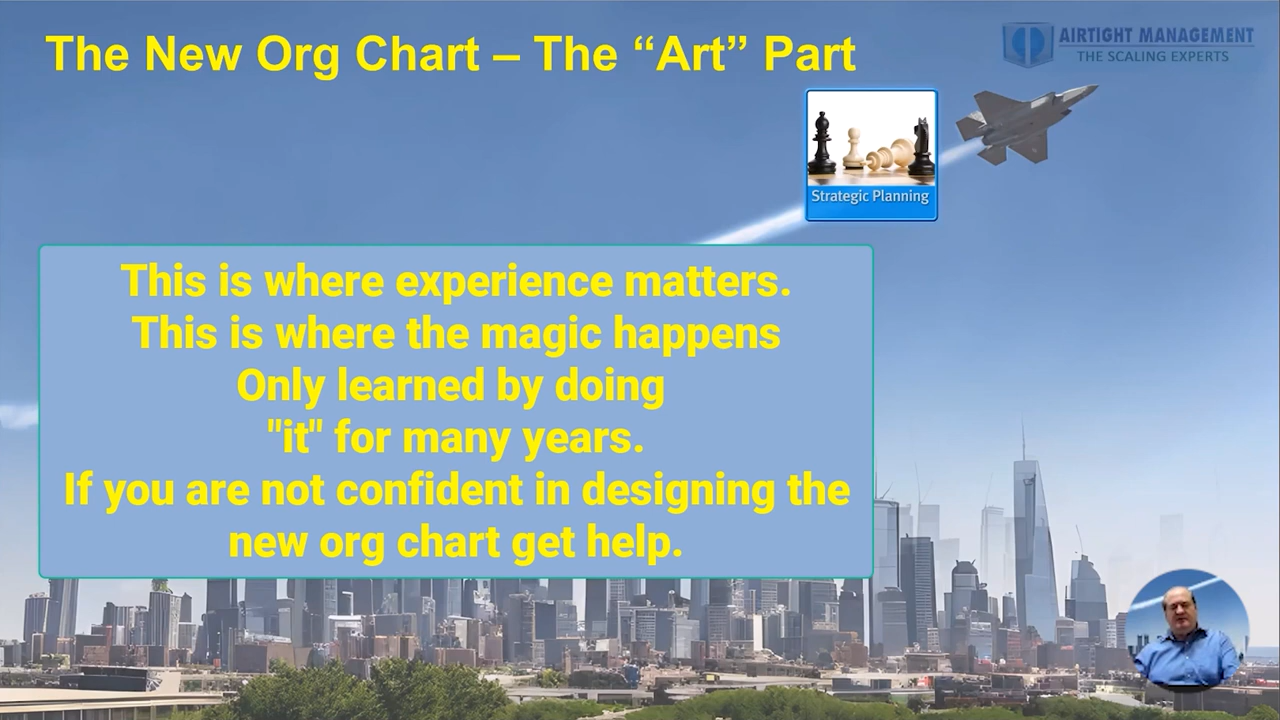 The New Org Chart – The “Art” Part
AIRTIGHT MANAGEMENT
THE SCALING EXPERTS
Strategic Planning
This is where experience matters.
This is where the magic happens
Only learned by doing
"it" for many years.
If you are not confident in designing the
new org chart get help.